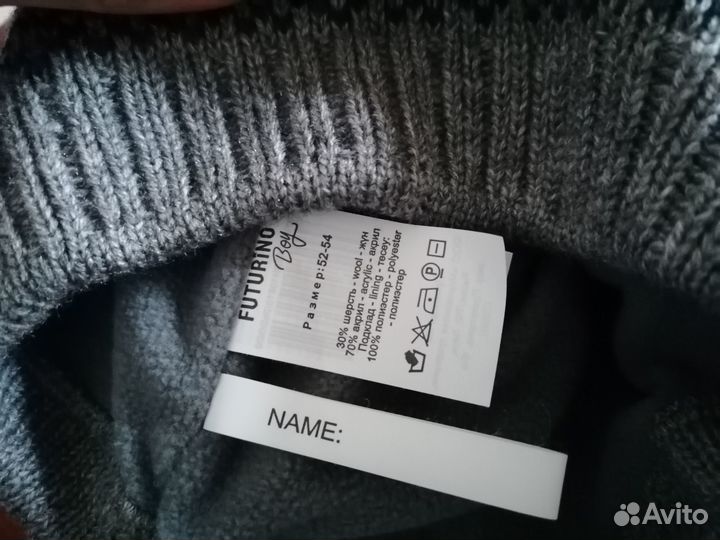 FUTURINO
Boy
Размер: 52-54
30% шерсть - wool - жүн
70% акрил - acrylic - акрил
Подклад - lining - тесеу:
100% полиэстер - polyester
- полиэстер
NAME:
Avito